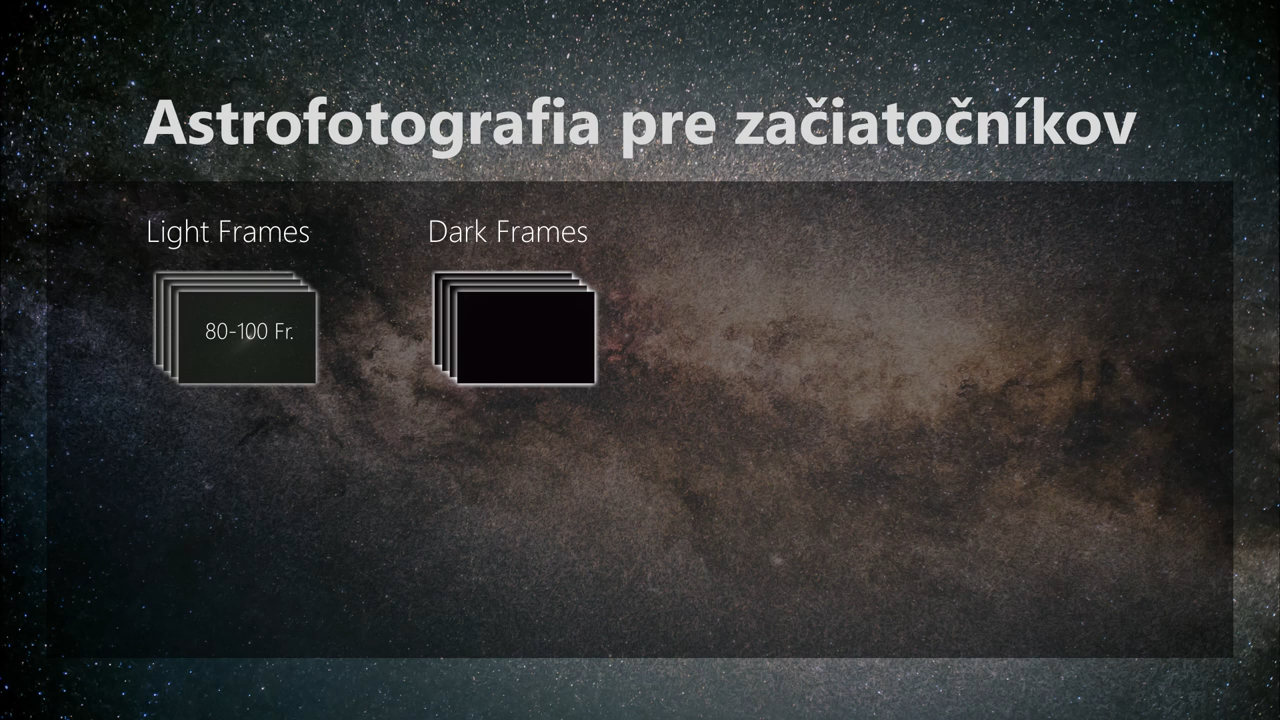 Astrofotografia pre začiatočníkov
Light Frames
Dark Frames
80-100 Fr.